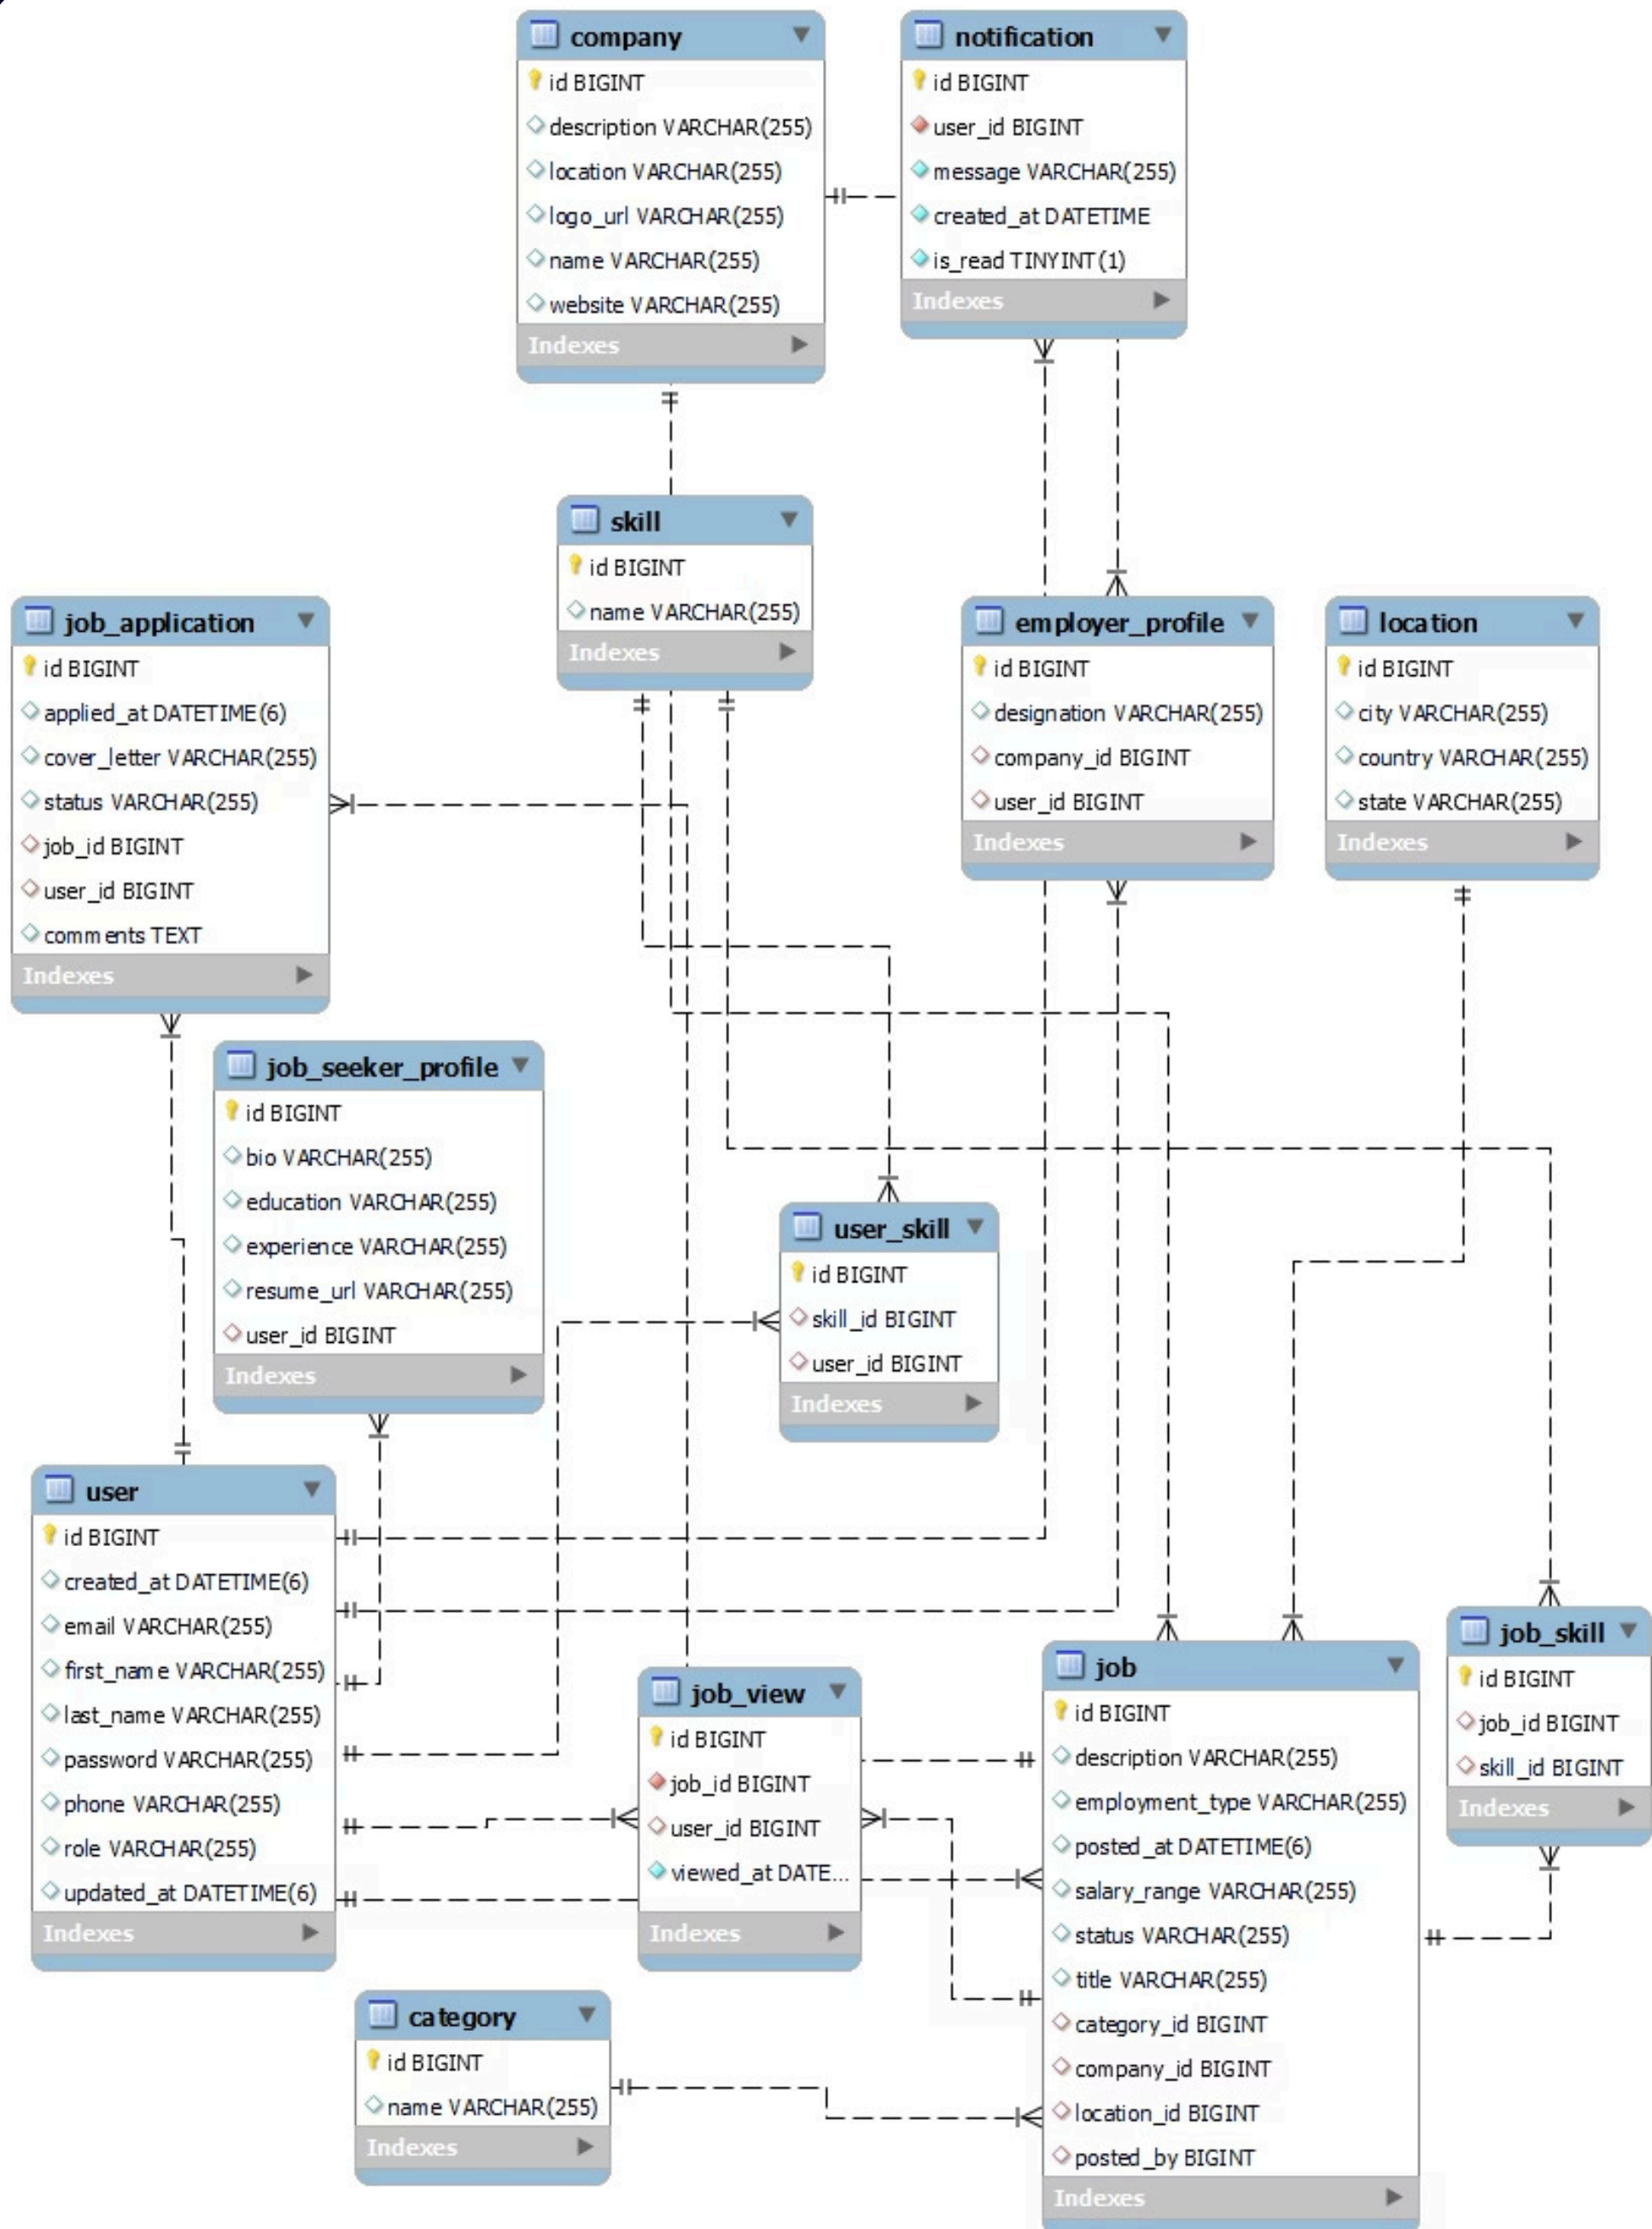 company
id BIGINT
description VARCHAR(255)
location VARCHAR(255)
logo_url VARCHAR(255)
name VARCHAR(255)
website VARCHAR(255)
Indexes
notification
id BIGINT
user_id BIGINT
message VARCHAR(255)
created_at DATETIME
is_read TINYINT(1)
Indexes
skill
id BIGINT
name VARCHAR(255)
Indexes
job_application
id BIGINT
applied_at DATETIME(6)
cover_letter VARCHAR(255)
status VARCHAR(255)
job_id BIGINT
user_id BIGINT
comments TEXT
Indexes
employer_profile
id BIGINT
designation VARCHAR(255)
company_id BIGINT
user_id BIGINT
Indexes
location
id BIGINT
city VARCHAR(255)
country VARCHAR(255)
state VARCHAR(255)
Indexes
job_seeker_profile
id BIGINT
bio VARCHAR(255)
education VARCHAR(255)
experience VARCHAR(255)
resume_url VARCHAR(255)
user_id BIGINT
Indexes
user_skill
id BIGINT
skill_id BIGINT
user_id BIGINT
Indexes
user
id BIGINT
created_at DATETIME(6)
email VARCHAR(255)
first_name VARCHAR(255)
last_name VARCHAR(255)
password VARCHAR(255)
phone VARCHAR(255)
role VARCHAR(255)
updated_at DATETIME(6)
Indexes
job_view
id BIGINT
job_id BIGINT
user_id BIGINT
viewed_at DATE...
Indexes
job
id BIGINT
description VARCHAR(255)
employment_type VARCHAR(255)
posted_at DATETIME(6)
salary_range VARCHAR(255)
status VARCHAR(255)
title VARCHAR(255)
category_id BIGINT
company_id BIGINT
location_id BIGINT
posted_by BIGINT
Indexes
job_skill
id BIGINT
job_id BIGINT
skill_id BIGINT
Indexes
category
id BIGINT
name VARCHAR(255)
Indexes